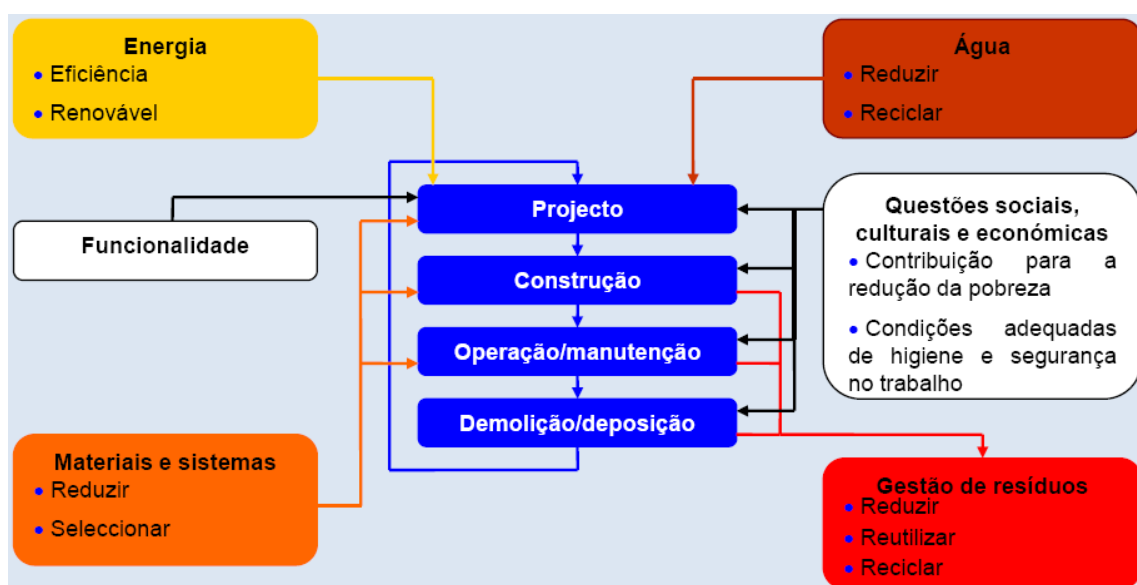 Energia
• Eficiência
• Renovável
Água
• Reduzir
• Reciclar
Projecto
Funcionalidade
Questões sociais,
culturais e económicas
• Contribuição para a
redução da pobreza
• Condições adequadas
de higiene e segurança
no trabalho
Construção
Operação/manutenção
Demolição/deposição
Materiais e sistemas
• Reduzir
• Seleccionar
Gestão de resíduos
• Reduzir
• Reutilizar
• Reciclar